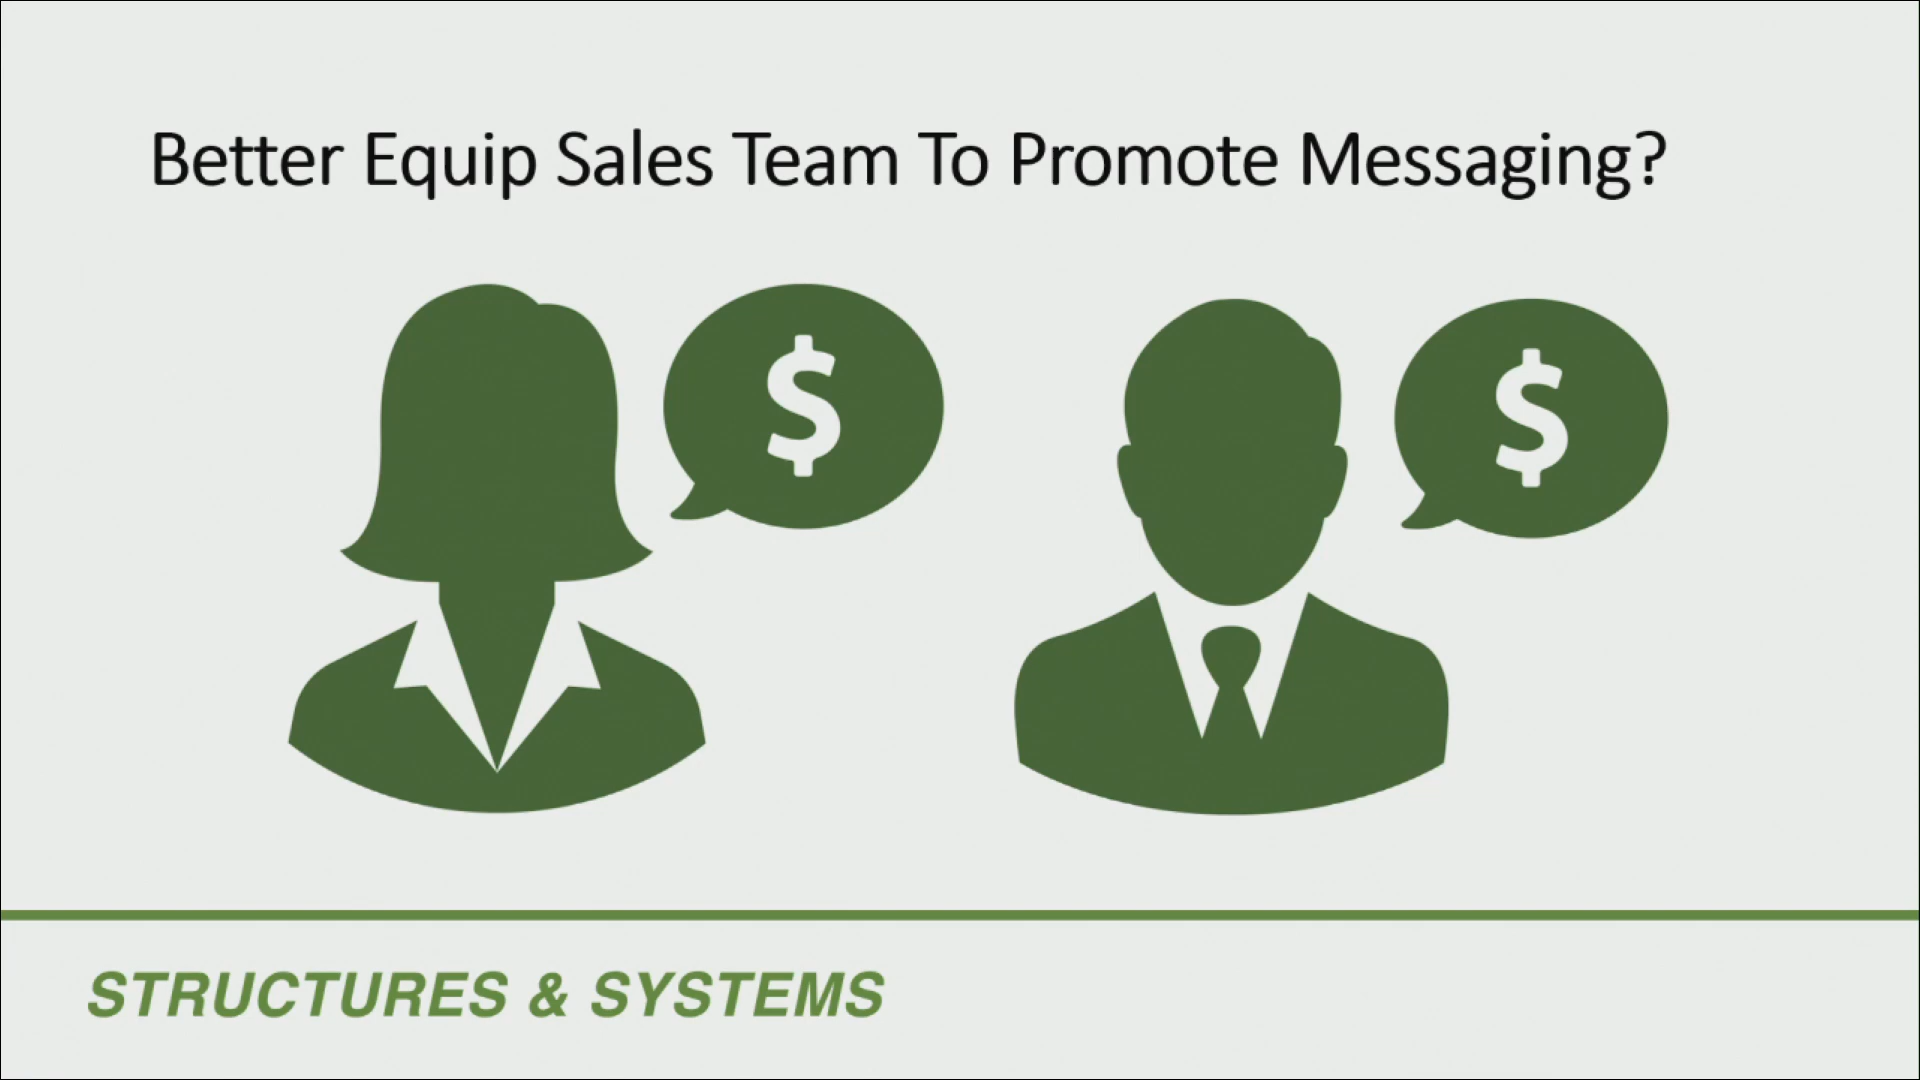 Better Equip Sales Team To Promote Messaging?
$
$
STRUCTURES & SYSTEMS